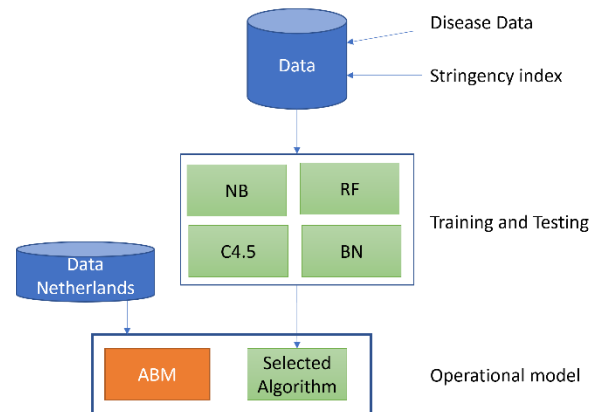 Disease Data
Data
Stringency index
NB
RF
Training and Testing
C4.5
BN
Data
Netherlands
ABM
Selected
Algorithm
Operational model